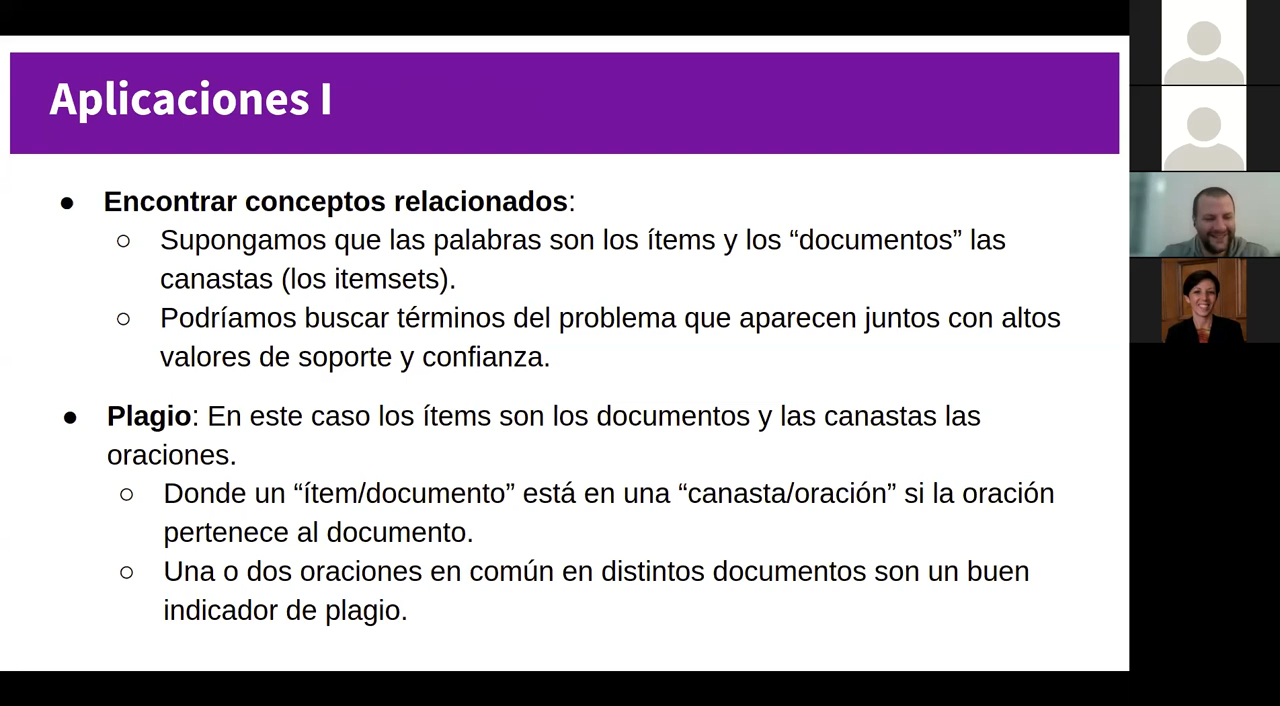 Aplicaciones I
● Encontrar conceptos relacionados:
○ Supongamos que las palabras son los ítems y los “documentos” las
canastas (los itemsets).
○ Podríamos buscar términos del problema que aparecen juntos con altos
valores de soporte y confianza.
● Plagio: En este caso los ítems son los documentos y las canastas las
oraciones.
○ Donde un “ítem/documento” está en una “canasta/oración” si la oración
pertenece al documento.
○ Una o dos oraciones en común en distintos documentos son un buen
indicador de plagio.